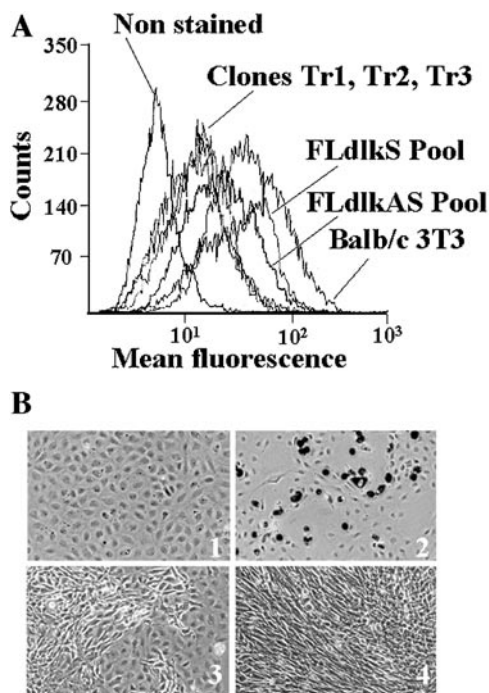 A
Non stained
Clones Tr1, Tr2, Tr3
FLdlkS Pool
FLdlkAS Pool
Balb/c 3T3
Counts
350
280
210
140
70
10¹ 10² 10³
Mean fluorescence
B
1
2
3
4